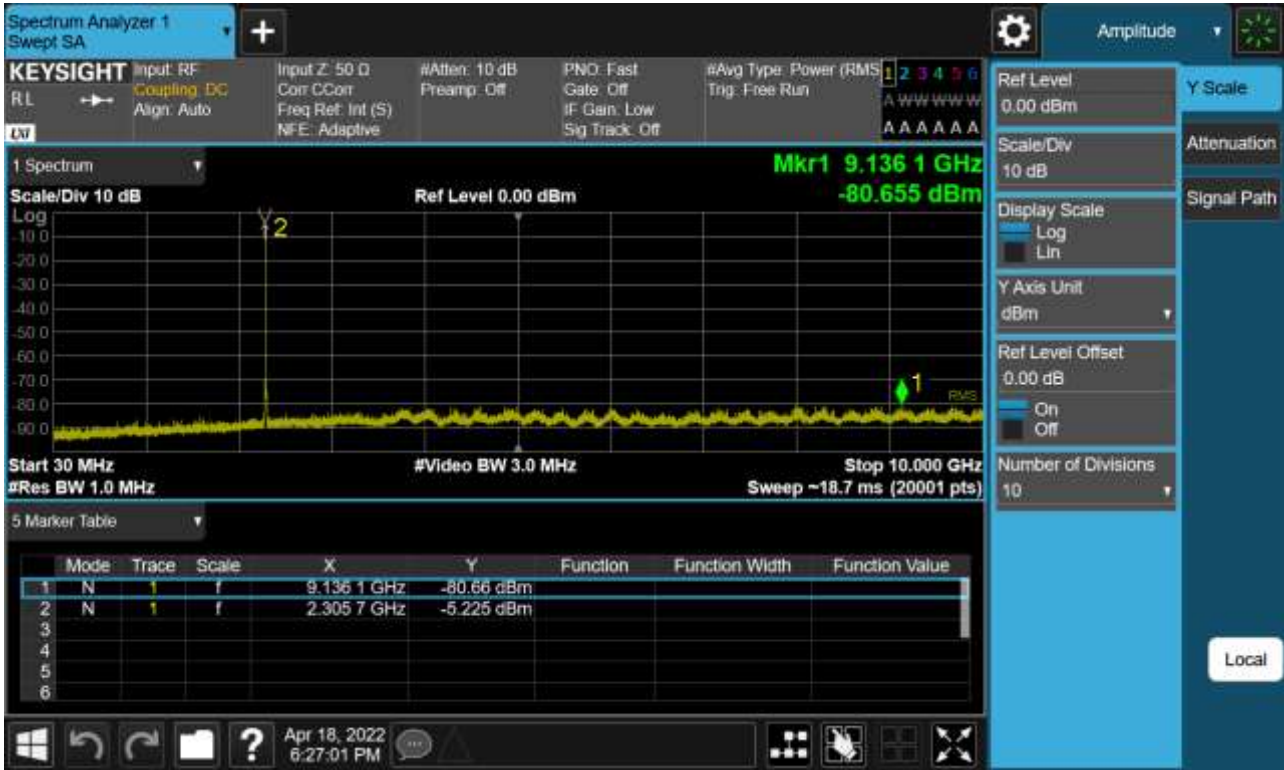 Spectrum Analyzer 1
Swept SA
+
Amplitude
KEYSIGHT
RL
LXI
Input: RF
Coupling: DC
Align: Auto
Input Z: 50 Ω
Corr CCorr
Freq Ref: Int (S)
NFE: Adaptive
#Atten: 10 dB
Preamp: Off
PNO: Fast
Gate: Off
IF Gain: Low
Sig Track: Off
#Avg Type: Power (RMS
Trig: Free Run
1 2 3 4 5 6
A W W W W W
A A A A A A
1 Spectrum
Scale/Div 10 dB
Ref Level 0.00 dBm
Mkr1 9.136 1 GHz
-80.655 dBm
Log
-10.0
-20.0
-30.0
-40.0
-50.0
-60.0
-70.0
-80.0
-90.0
2
1
RMS
Start 30 MHz
#Video BW 3.0 MHz
Stop 10.000 GHz
#Res BW 1.0 MHz
Sweep ~18.7 ms (20001 pts)
5 Marker Table
Mode Trace Scale X Y Function Function Width Function Value
1 N 1 f 9.136 1 GHz -80.66 dBm
2 N 1 f 2.305 7 GHz -5.225 dBm
3
4
5
6
Ref Level
0.00 dBm
Scale/Div
10 dB
Display Scale
Log
Lin
Y Axis Unit
dBm
Ref Level Offset
0.00 dB
On
Off
Number of Divisions
10
Y Scale
Attenuation
Signal Path
Local
?
Apr 18, 2022
6:27:01 PM